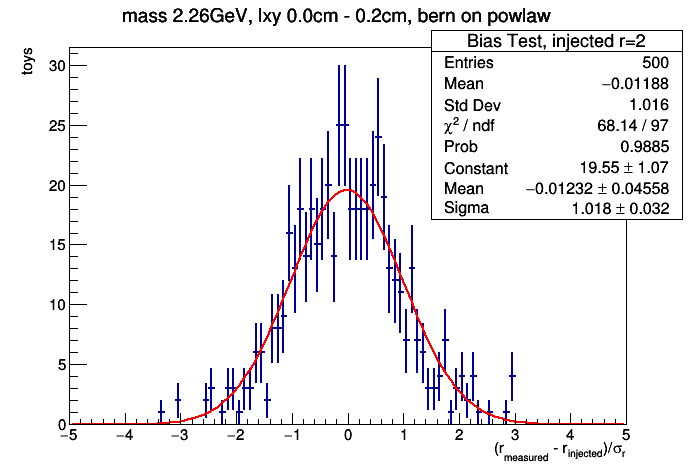 mass 2.26GeV, lxy 0.0cm - 0.2cm, bern on powlaw
toys
Bias Test, injected r=2
Entries 500
Mean −0.01188
Std Dev 1.016
χ² / ndf 68.14 / 97
Prob 0.9885
Constant 19.55 ± 1.07
Mean −0.01232 ± 0.04558
Sigma 1.018 ± 0.032
30
25
20
15
10
5
0
−5 −4 −3 −2 −1 0 1 2 3 4 5
(r_measured - r_injected)/σ_r